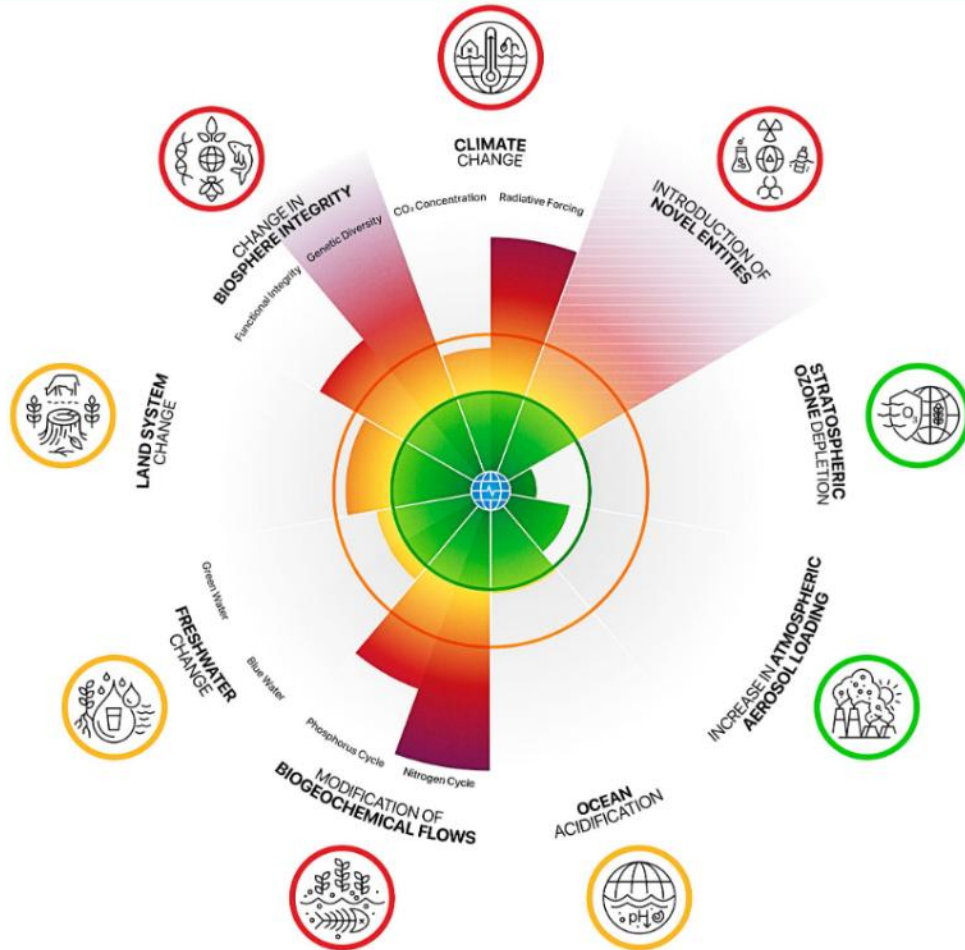 CLIMATE
CHANGE
CO₂ Concentration
Radiative Forcing
INTRODUCTION OF
NOVEL ENTITIES
STRATOSPHERIC
OZONE DEPLETION
O₃
INCREASE IN ATMOSPHERIC
AEROSOL LOADING
OCEAN
ACIDIFICATION
pH
Nitrogen Cycle
Phosphorus Cycle
MODIFICATION OF
BIOGEOCHEMICAL FLOWS
Blue Water
Green Water
FRESHWATER
CHANGE
LAND SYSTEM
CHANGE
CHANGE IN
BIOSPHERE INTEGRITY
Functional Integrity
Genetic Diversity